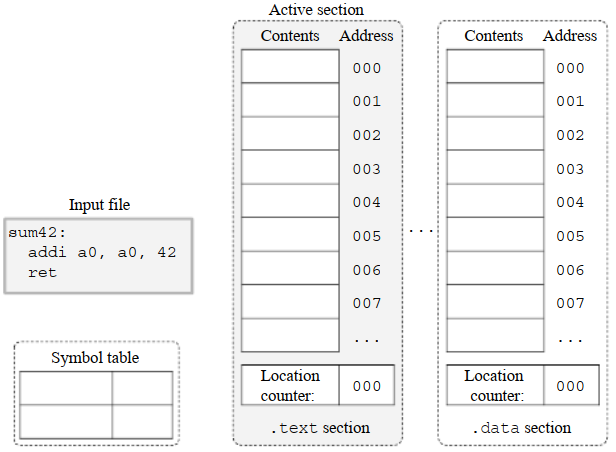 Active section
Contents Address
000
001
002
003
004
005
006
007
...
Location
counter:
000
.text section
...
Contents Address
000
001
002
003
004
005
006
007
...
Location
counter:
000
.data section
Input file
sum42:
addi a0, a0, 42
ret
Symbol table